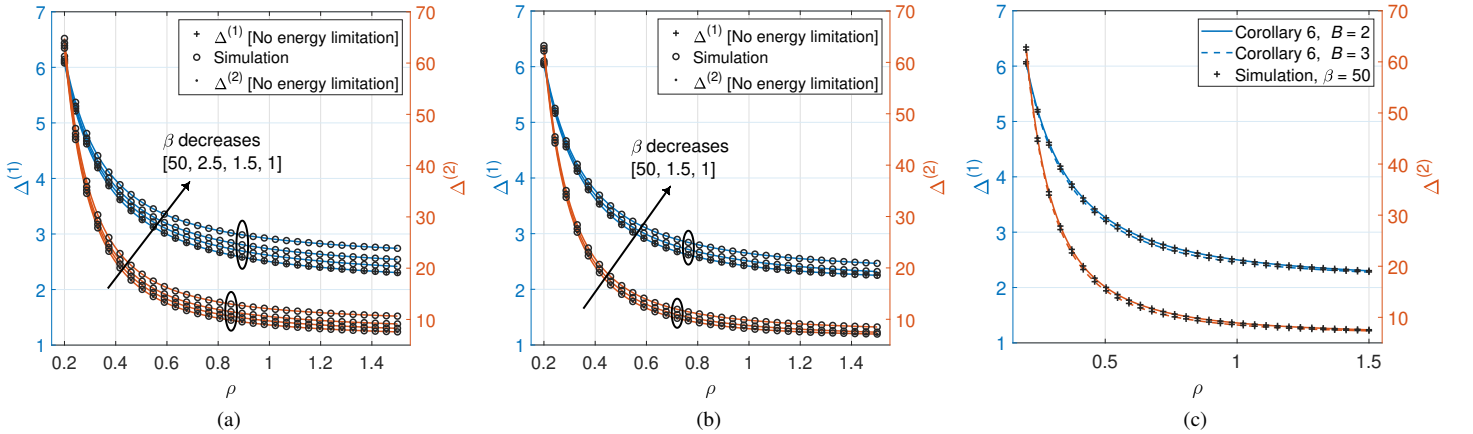 7
6
5
4
3
2
1
Δ^(1)
70
60
50
40
30
20
10
Δ^(2)
Δ^(1) [No energy limitation]
Simulation
Δ^(2) [No energy limitation]
β decreases
[50, 2.5, 1.5, 1]
0.2 0.4 0.6 0.8 1 1.2 1.4
ρ
(a)
7
6
5
4
3
2
1
Δ^(1)
70
60
50
40
30
20
10
Δ^(2)
Δ^(1) [No energy limitation]
Simulation
Δ^(2) [No energy limitation]
β decreases
[50, 1.5, 1]
0.2 0.4 0.6 0.8 1 1.2 1.4
ρ
(b)
7
6
5
4
3
2
1
Δ^(1)
70
60
50
40
30
20
10
Δ^(2)
Corollary 6, B = 2
Corollary 6, B = 3
Simulation, β = 50
0.5 1 1.5
ρ
(c)